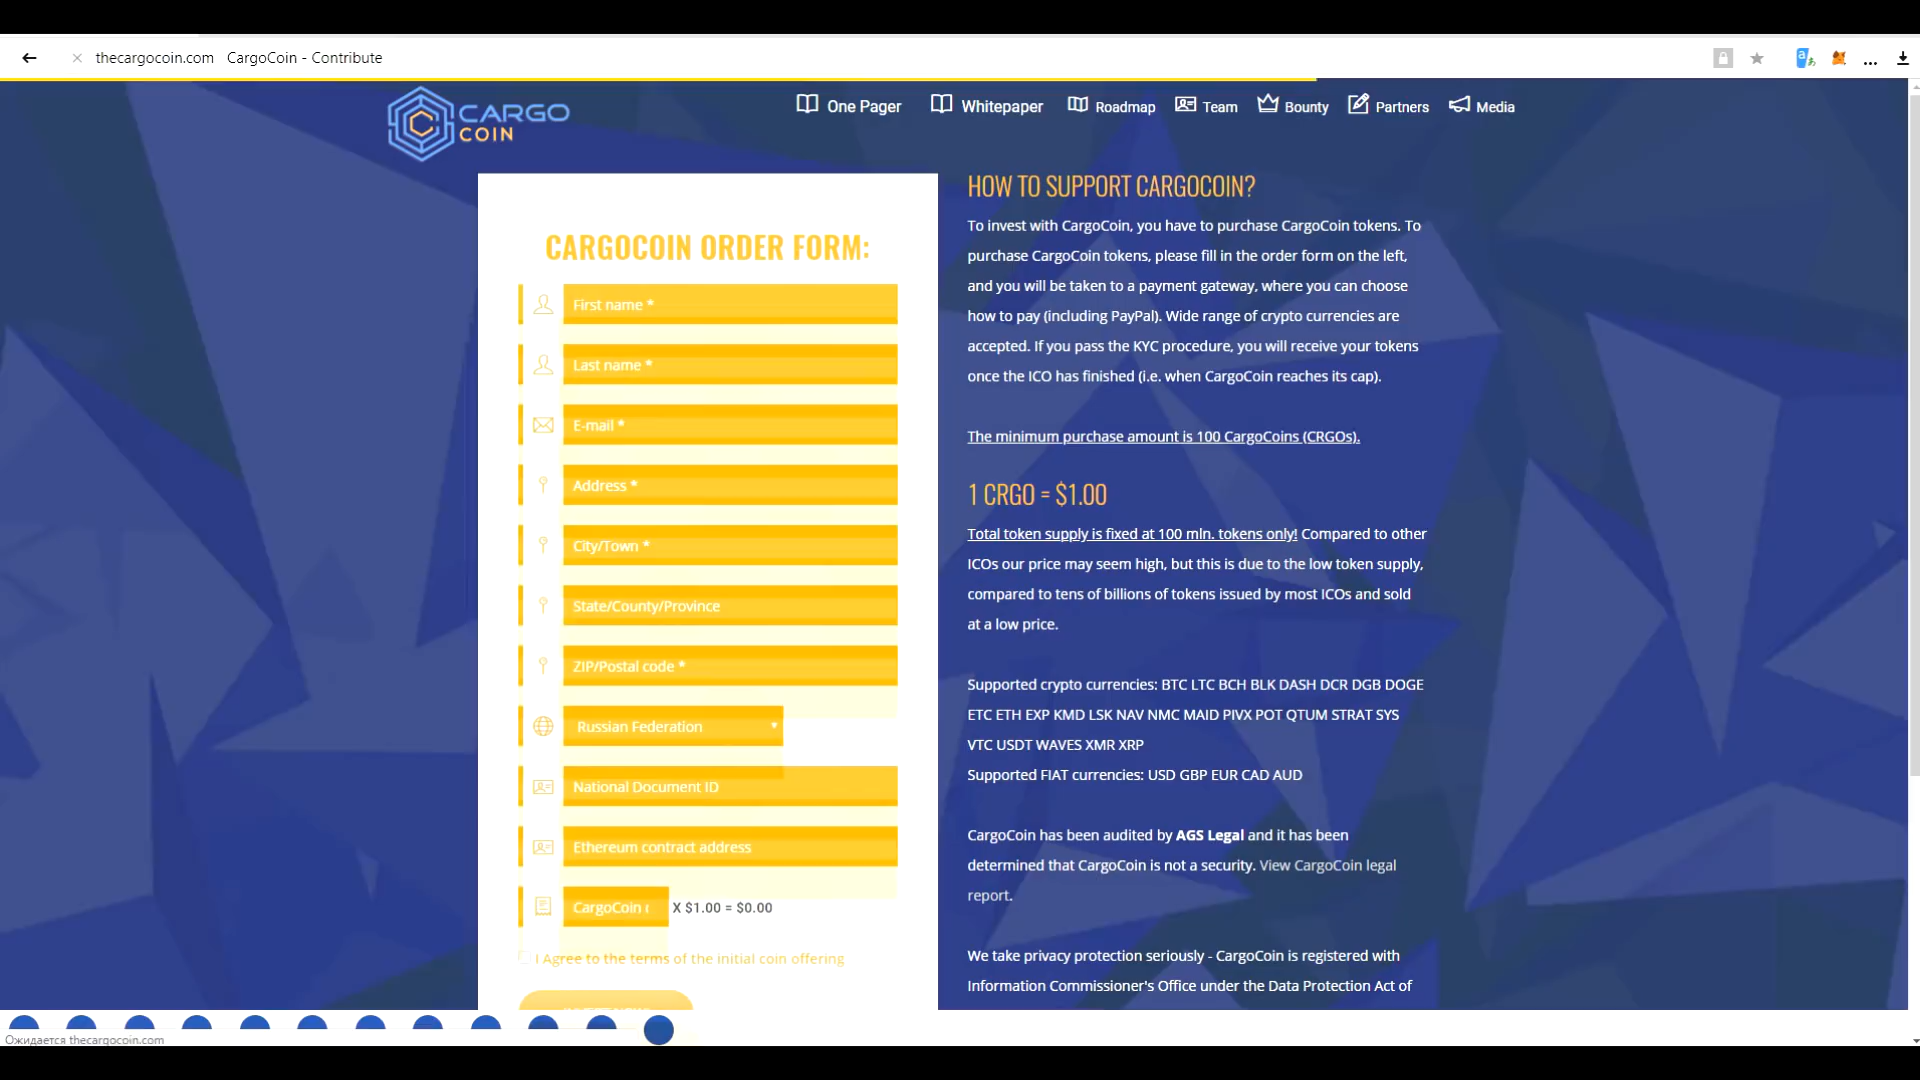 thecargocoin.com CargoCoin - Contribute
CARGO
COIN
One Pager Whitepaper Roadmap Team Bounty Partners Media
CARGOCOIN ORDER FORM:
First name *
Last name *
E-mail *
Address *
City/Town *
State/County/Province
ZIP/Postal code *
Russian Federation *
National Document ID
Ethereum contract address
CargoCoin X $1.00 = $0.00
I Agree to the terms of the initial coin offering
HOW TO SUPPORT CARGOCOIN?
To invest with CargoCoin, you have to purchase CargoCoin tokens. To
purchase CargoCoin tokens, please fill in the order form on the left,
and you will be taken to a payment gateway, where you can choose
how to pay (including PayPal). Wide range of crypto currencies are
accepted. If you pass the KYC procedure, you will receive your tokens
once the ICO has finished (i.e. when CargoCoin reaches its cap).
The minimum purchase amount is 100 CargoCoins (CRGOs).
1 CRGO = $1.00
Total token supply is fixed at 100 mln. tokens only! Compared to other
ICOs our price may seem high, but this is due to the low token supply,
compared to tens of billions of tokens issued by most ICOs and sold
at a low price.
Supported crypto currencies: BTC LTC BCH BLK DASH DCR DGB DOGE
ETC ETH EXP KMD LSK NAV NMC MAID PIVX POT QTUM STRAT SYS
VTC USDT WAVES XMR XRP
Supported FIAT currencies: USD GBP EUR CAD AUD
CargoCoin has been audited by AGS Legal and it has been
determined that CargoCoin is not a security. View CargoCoin legal
report.
We take privacy protection seriously - CargoCoin is registered with
Information Commissioner's Office under the Data Protection Act of
Ожидается thecargocoin.com